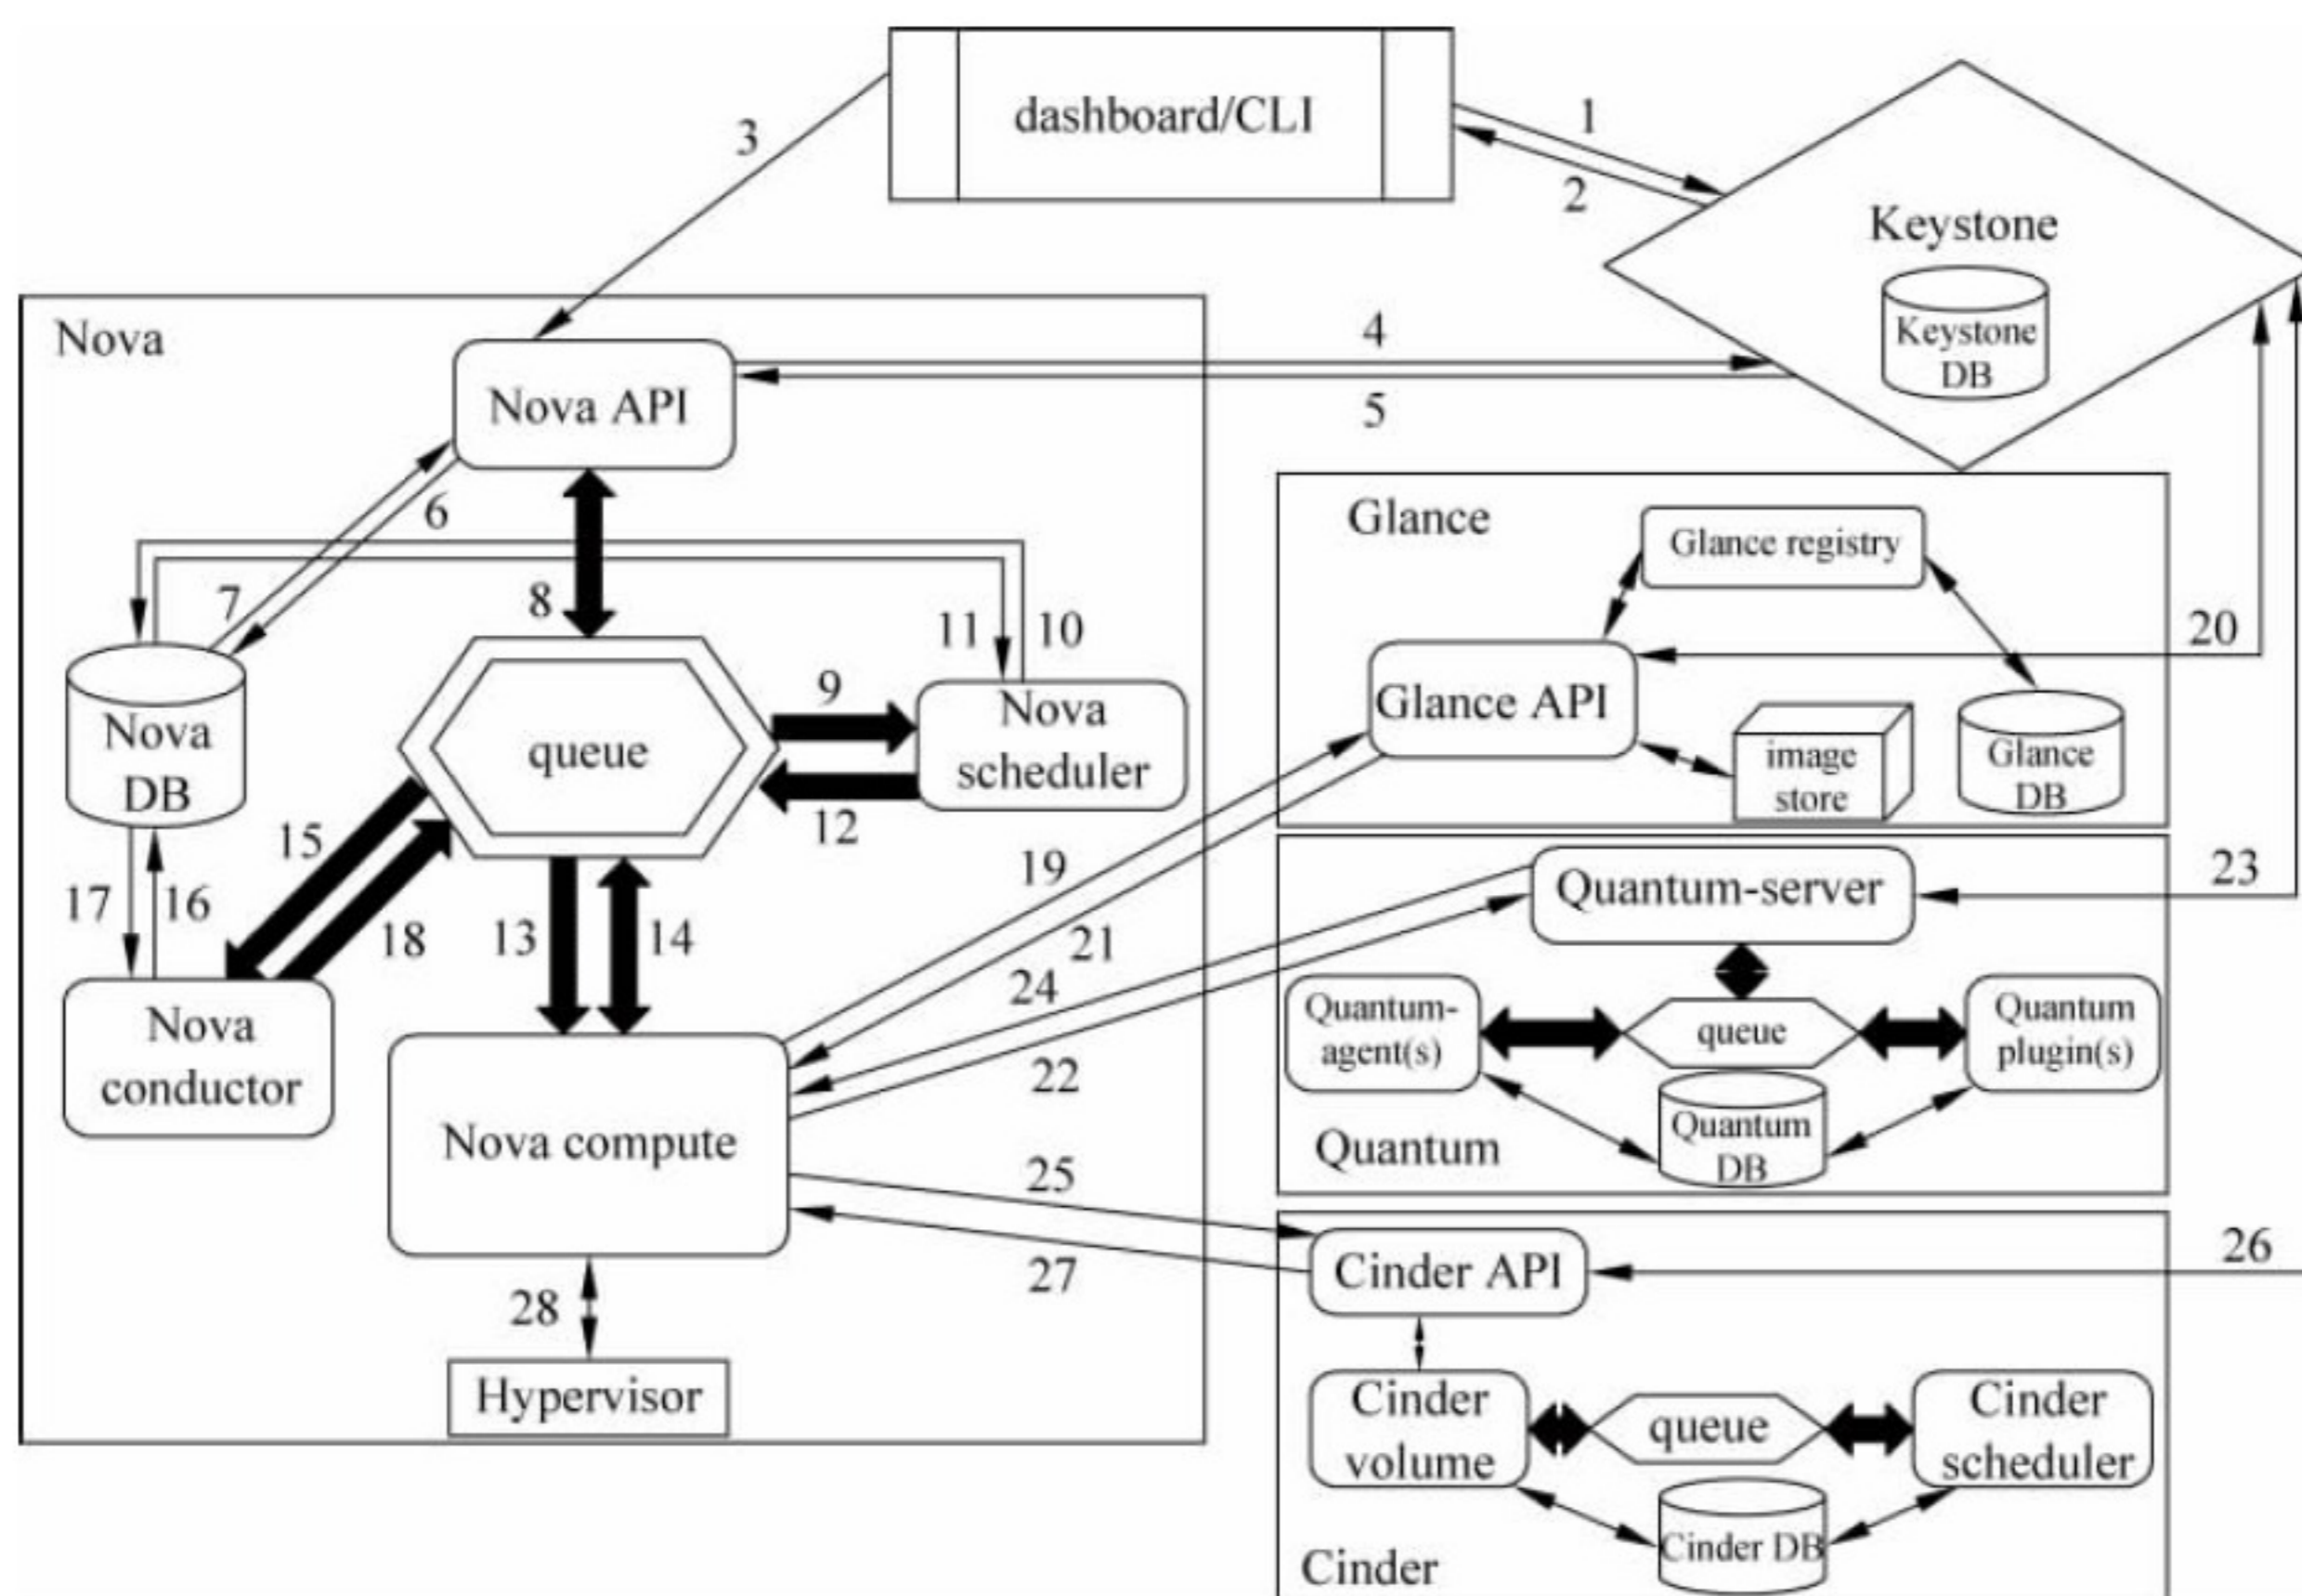 dashboard/CLI
1
2
3
Keystone
Keystone
DB
Nova
4
5
Nova API
6
7
8
Glance
Glance registry
20
11
10
9
Nova
scheduler
12
queue
Nova
DB
Glance API
image
store
Glance
DB
15
17
16
18
13
14
19
21
24
22
Quantum-server
23
Quantum-
agent(s)
queue
Quantum
plugin(s)
Quantum
DB
Quantum
Nova
conductor
Nova compute
25
27
26
Cinder API
28
Hypervisor
Cinder
volume
queue
Cinder
scheduler
Cinder DB
Cinder